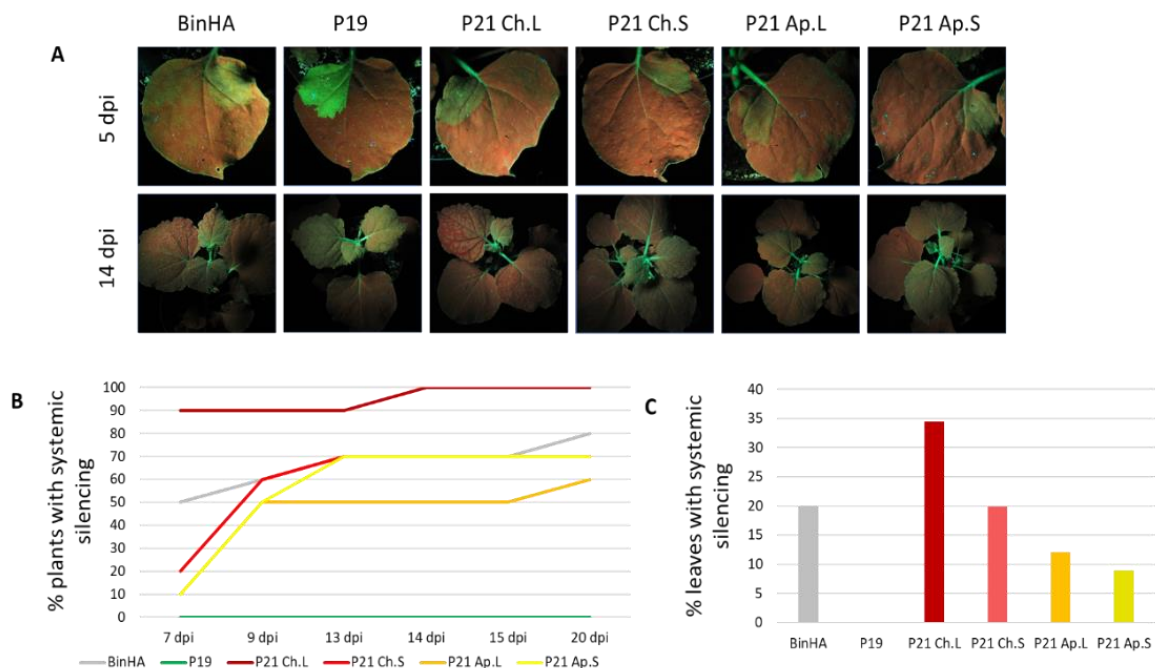 BinHA P19 P21 Ch.L P21 Ch.S P21 Ap.L P21 Ap.S
A
5 dpi
14 dpi
B
% plants with systemic
silencing
100
90
80
70
60
50
40
30
20
10
0
7 dpi 9 dpi 13 dpi 14 dpi 15 dpi 20 dpi
BinHA P19 P21 Ch.L P21 Ch.S P21 Ap.L P21 Ap.S
C
% leaves with systemic
silencing
40
35
30
25
20
15
10
5
0
BinHA P19 P21 Ch.L P21 Ch.S P21 Ap.L P21 Ap.S